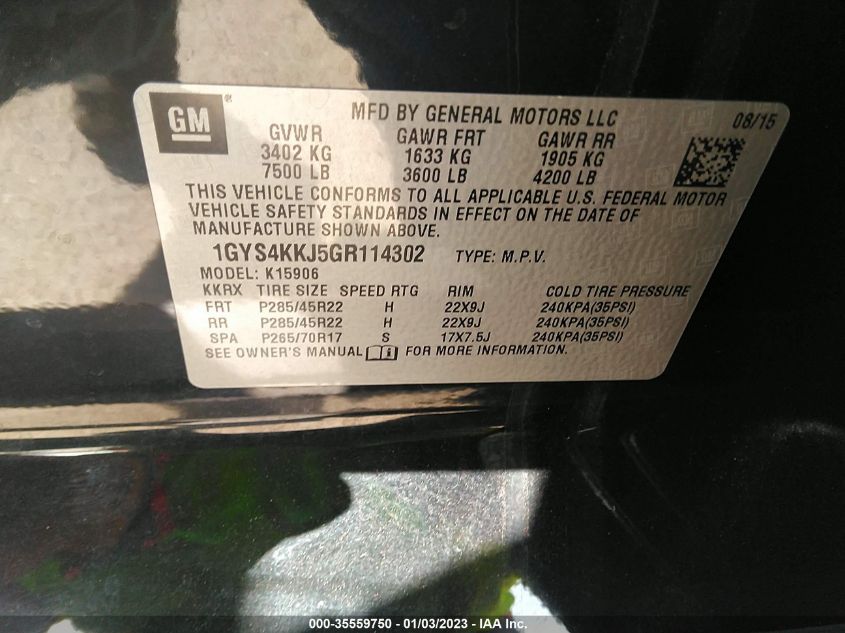 GM ® MFD BY GENERAL MOTORS LLC 08/15
GVWR GAWR FRT GAWR RR
3402 KG 1633 KG 1905 KG
7500 LB 3600 LB 4200 LB
THIS VEHICLE CONFORMS TO ALL APPLICABLE U.S. FEDERAL MOTOR
VEHICLE SAFETY STANDARDS IN EFFECT ON THE DATE OF
MANUFACTURE SHOWN ABOVE.
1GYS4KKJ5GR114302 TYPE: M.P.V.
MODEL: K15906
KKRX TIRE SIZE SPEED RTG RIM COLD TIRE PRESSURE
FRT P285/45R22 H 22X9J 240KPA(35PSI)
RR P285/45R22 H 22X9J 240KPA(35PSI)
SPA P265/70R17 S 17X7.5J 240KPA(35PSI)
SEE OWNER'S MANUAL FOR MORE INFORMATION.
000-35559750 - 01/03/2023 - IAA Inc.